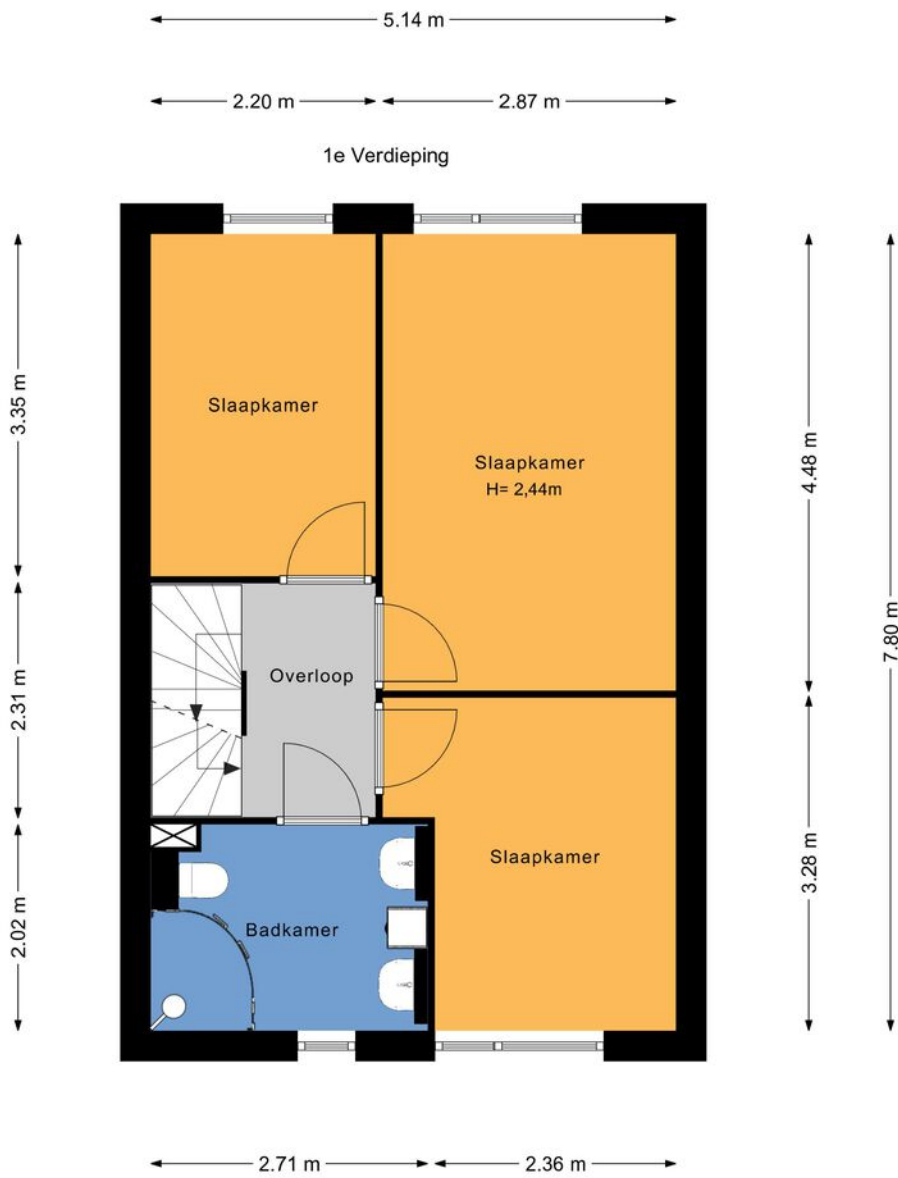 5.14 m
2.20 m
2.87 m
1e Verdieping
3.35 m
Slaapkamer
Slaapkamer
H= 2,44m
4.48 m
7.80 m
2.31 m
Overloop
3.28 m
Slaapkamer
2.02 m
Badkamer
2.71 m
2.36 m